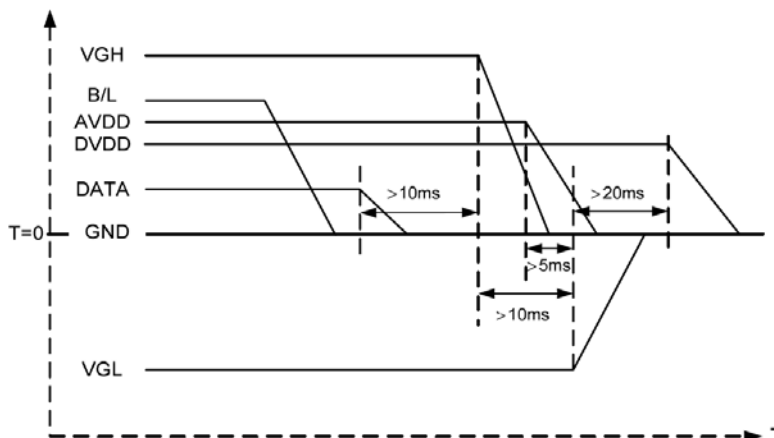 VGH
B/L
AVDD
DVDD
DATA
>10ms
>20ms
T=0
GND
>5ms
>10ms
VGL